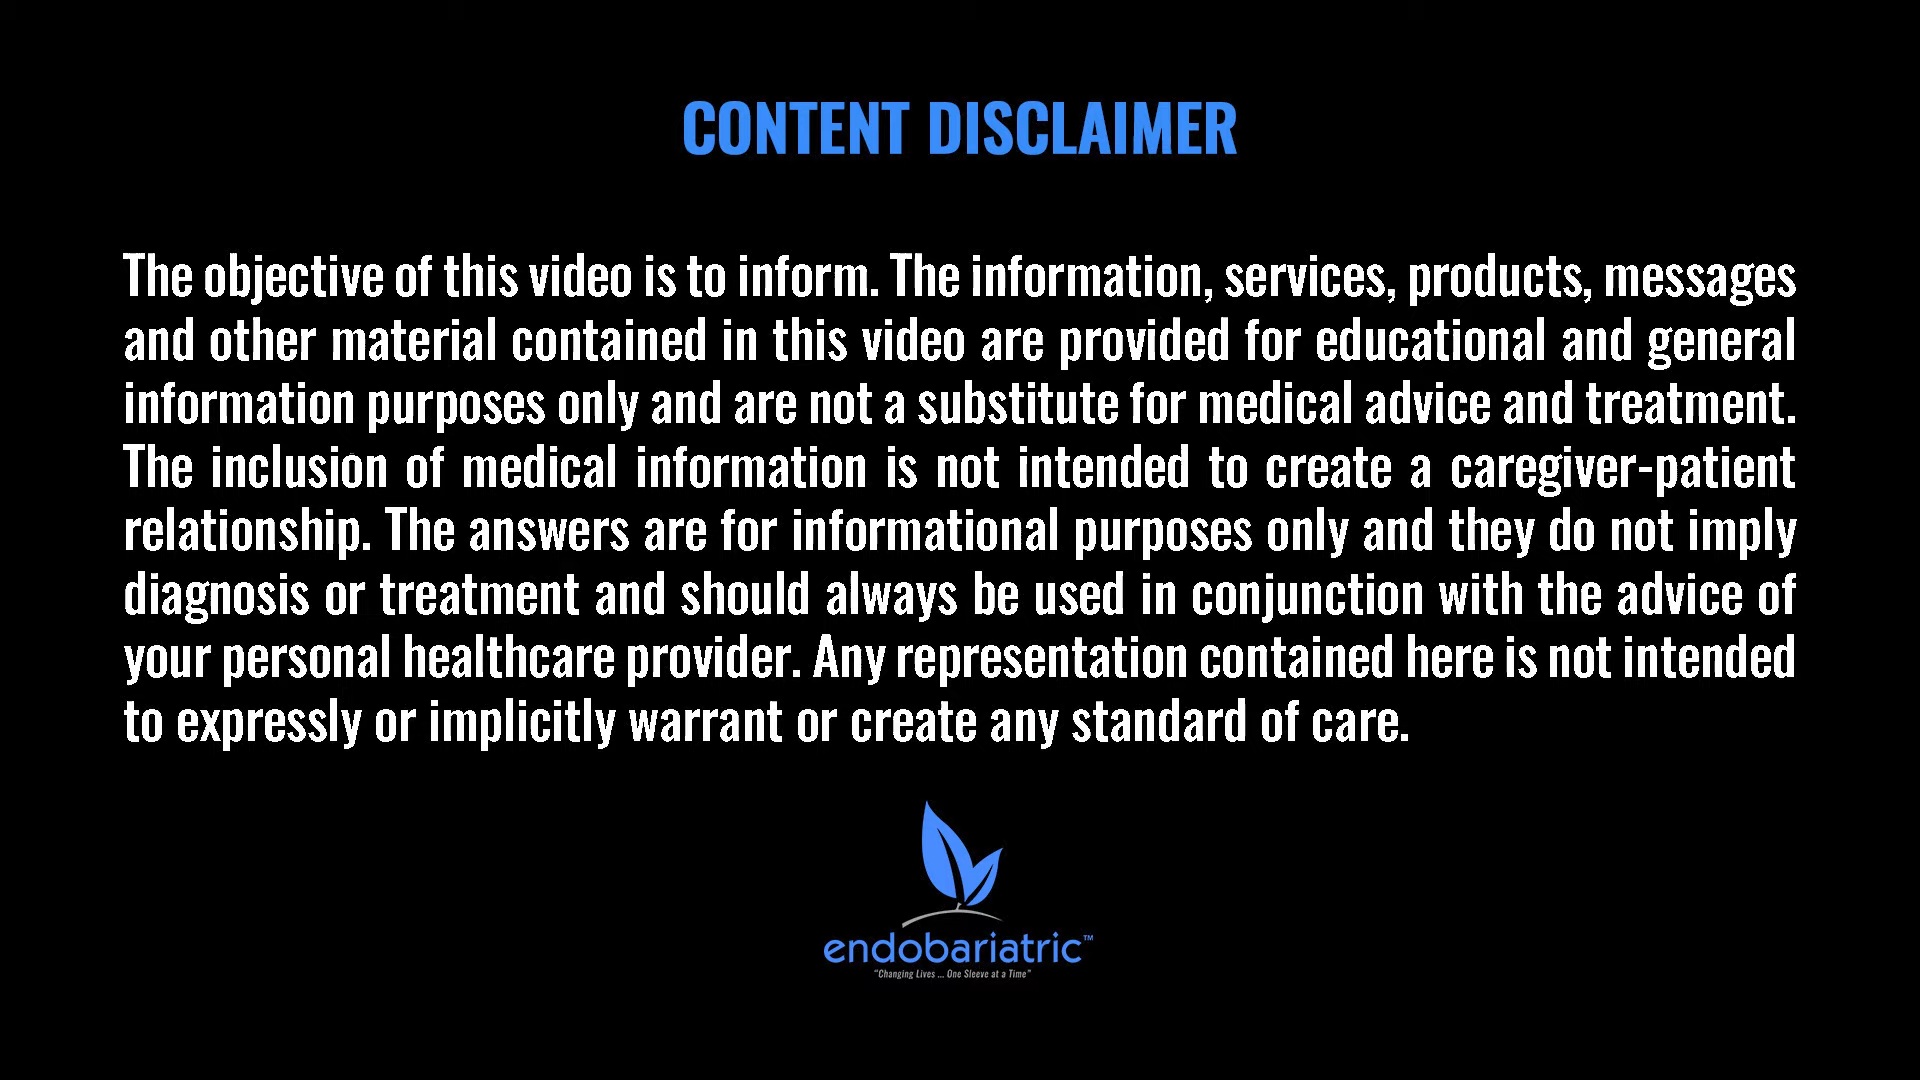 CONTENT DISCLAIMER
The objective of this video is to inform. The information, services, products, messages
and other material contained in this video are provided for educational and general
information purposes only and are not a substitute for medical advice and treatment.
The inclusion of medical information is not intended to create a caregiver-patient
relationship. The answers are for informational purposes only and they do not imply
diagnosis or treatment and should always be used in conjunction with the advice of
your personal healthcare provider. Any representation contained here is not intended
to expressly or implicitly warrant or create any standard of care.
endobariatric™
“Changing Lives ... One Sleeve at a Time”